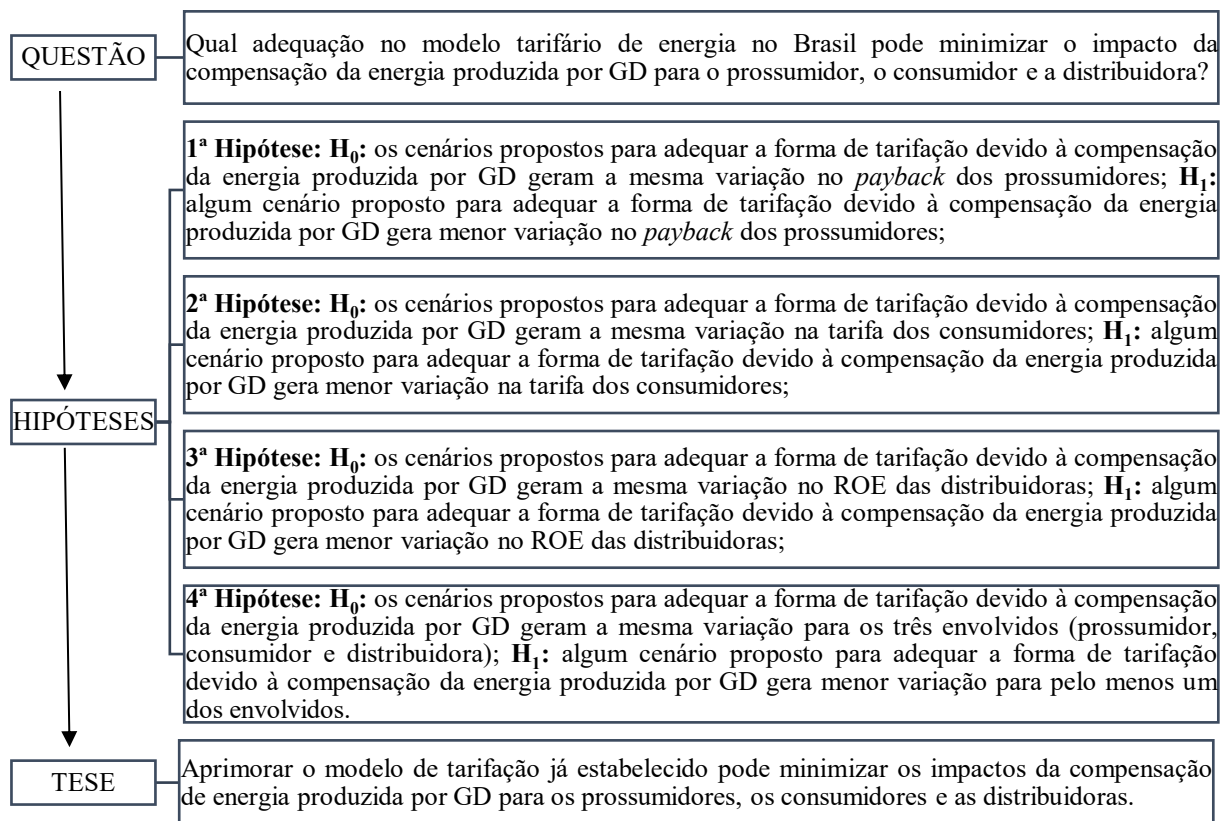 QUESTÃO
Qual adequação no modelo tarifário de energia no Brasil pode minimizar o impacto da
compensação da energia produzida por GD para o prossumidor, o consumidor e a distribuidora?
1ª Hipótese: H₀: os cenários propostos para adequar a forma de tarifação devido à compensação
da energia produzida por GD geram a mesma variação no payback dos prossumidores; H₁:
algum cenário proposto para adequar a forma de tarifação devido à compensação da energia
produzida por GD gera menor variação no payback dos prossumidores;
2ª Hipótese: H₀: os cenários propostos para adequar a forma de tarifação devido à compensação
da energia produzida por GD geram a mesma variação na tarifa dos consumidores; H₁: algum
cenário proposto para adequar a forma de tarifação devido à compensação da energia produzida
por GD gera menor variação na tarifa dos consumidores;
HIPÓTESES
3ª Hipótese: H₀: os cenários propostos para adequar a forma de tarifação devido à compensação
da energia produzida por GD geram a mesma variação no ROE das distribuidoras; H₁: algum
cenário proposto para adequar a forma de tarifação devido à compensação da energia produzida
por GD gera menor variação no ROE das distribuidoras;
4ª Hipótese: H₀: os cenários propostos para adequar a forma de tarifação devido à compensação
da energia produzida por GD geram a mesma variação para os três envolvidos (prossumidor,
consumidor e distribuidora); H₁: algum cenário proposto para adequar a forma de tarifação
devido à compensação da energia produzida por GD gera menor variação para pelo menos um
dos envolvidos.
TESE
Aprimorar o modelo de tarifação já estabelecido pode minimizar os impactos da compensação
de energia produzida por GD para os prossumidores, os consumidores e as distribuidoras.